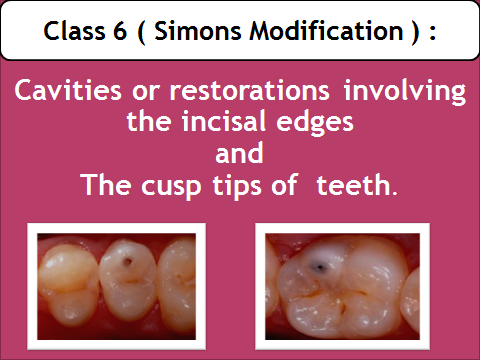 Class 6 ( Simons Modification ) :
Cavities or restorations involving
the incisal edges
and
The cusp tips of teeth.